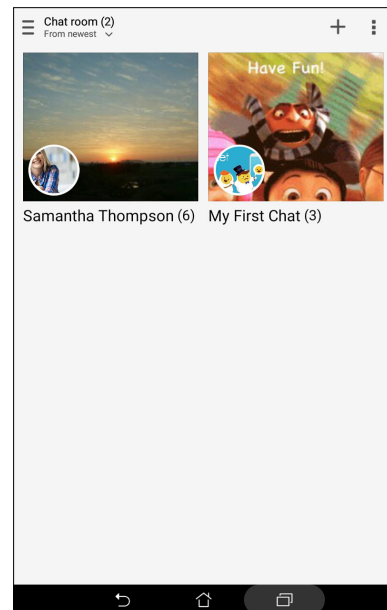 Chat room (2)
From newest
Have Fun!
Samantha Thompson (6)
My First Chat (3)